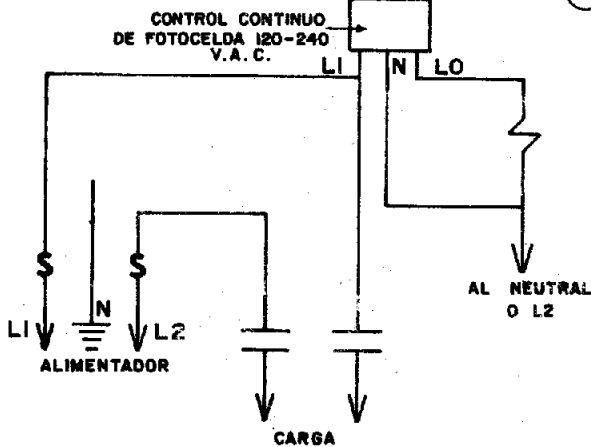 CONTROL CONTINUO
DE FOTOCELDA 120-240
V.A.C.
L1 N LO
S S
AL NEUTRAL
O L2
L1 N L2
ALIMENTADOR
CARGA